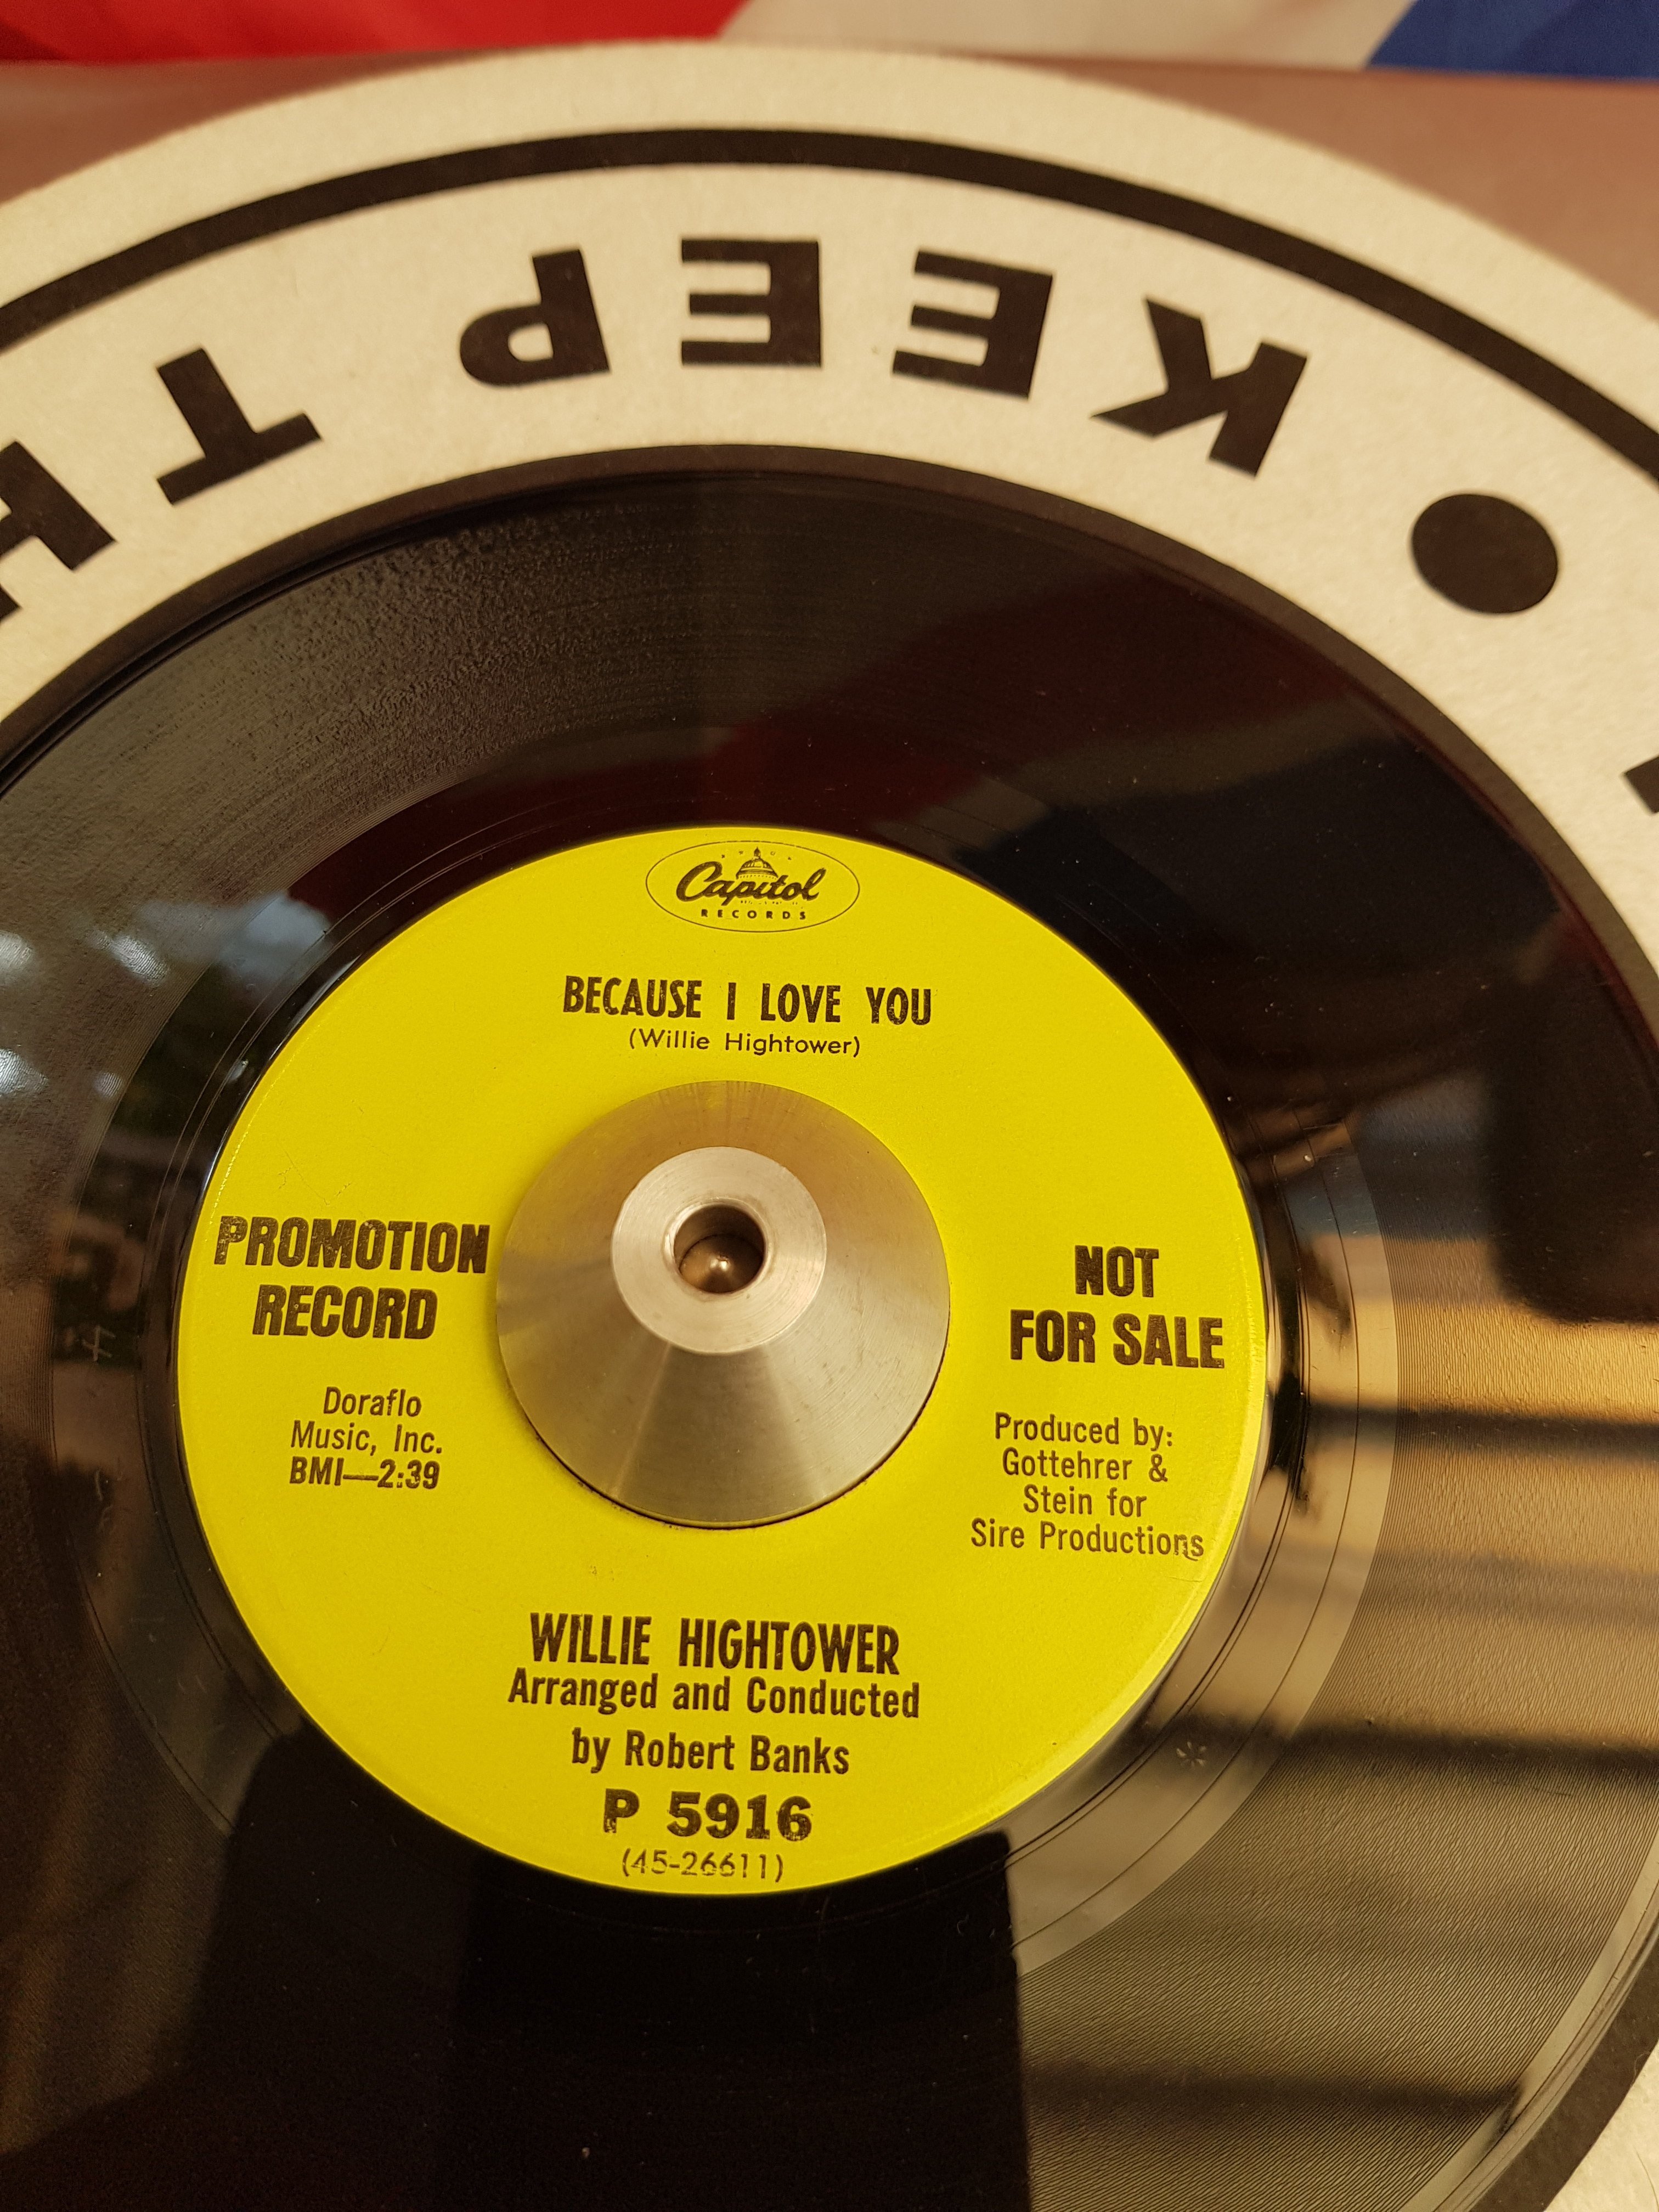 KEEP TH
Capitol
RECORDS
BECAUSE I LOVE YOU
(Willie Hightower)
PROMOTION
RECORD
Doraflo
Music, Inc.
BMI—2:39
NOT
FOR SALE
Produced by:
Gottehrer &
Stein for
Sire Productions
WILLIE HIGHTOWER
Arranged and Conducted
by Robert Banks
P 5916
(45-26611)